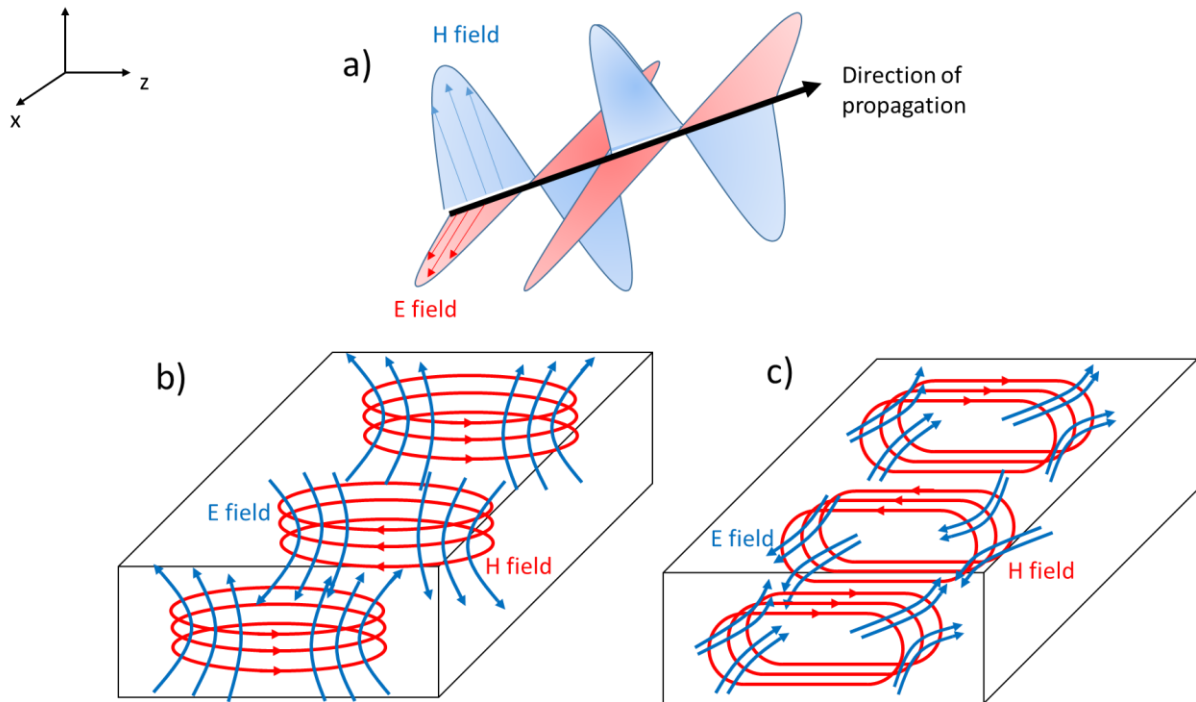 z
x
a)
H field
Direction of
propagation
E field
b)
E field
H field
c)
E field
H field